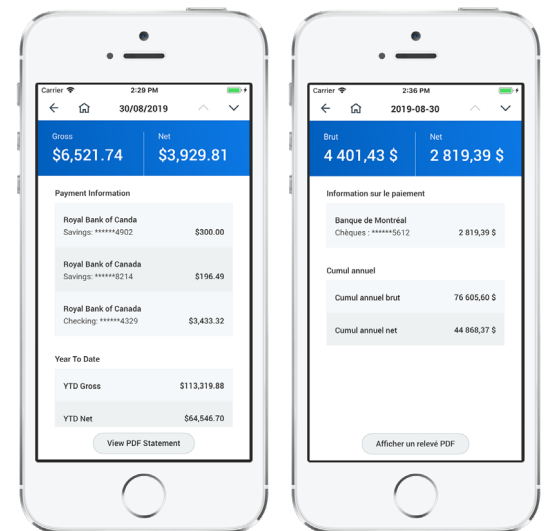 Carrier 2:29 PM
30/08/2019
Gross Net
$6,521.74 $3,929.81
Payment Information
Royal Bank of Canda
Savings: ******4902 $300.00
Royal Bank of Canada
Savings: ******8214 $196.49
Royal Bank of Canada
Checking: ******4329 $3,433.32
Year To Date
YTD Gross $113,319.88
YTD Net $64,546.70
View PDF Statement
Carrier 2:36 PM
2019-08-30
Brut Net
4 401,43 $ 2 819,39 $
Information sur le paiement
Banque de Montréal
Chèques : ******5612 2 819,39 $
Cumul annuel
Cumul annuel brut 76 605,60 $
Cumul annuel net 44 868,37 $
Afficher un relevé PDF